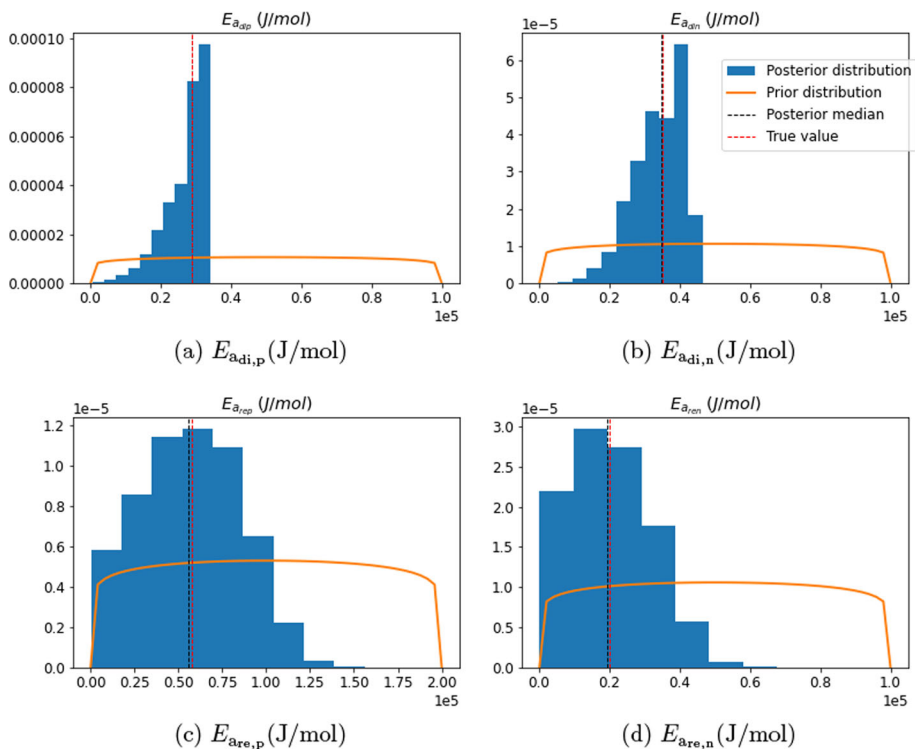 E_{a_{dip}} (J/mol)
0.00010
0.00008
0.00006
0.00004
0.00002
0.00000
0.0 0.2 0.4 0.6 0.8 1.0
1e5
(a) E_{a_{di,p}}(J/mol)
1e−5
E_{a_{din}} (J/mol)
6
5
4
3
2
1
0
Posterior distribution
Prior distribution
Posterior median
True value
0.0 0.2 0.4 0.6 0.8 1.0
1e5
(b) E_{a_{di,n}}(J/mol)
1e−5
E_{a_{rep}} (J/mol)
1.2
1.0
0.8
0.6
0.4
0.2
0.0
0.00 0.25 0.50 0.75 1.00 1.25 1.50 1.75 2.00
1e5
(c) E_{a_{re,p}}(J/mol)
1e−5
E_{a_{ren}} (J/mol)
3.0
2.5
2.0
1.5
1.0
0.5
0.0
0.0 0.2 0.4 0.6 0.8 1.0
1e5
(d) E_{a_{re,n}}(J/mol)